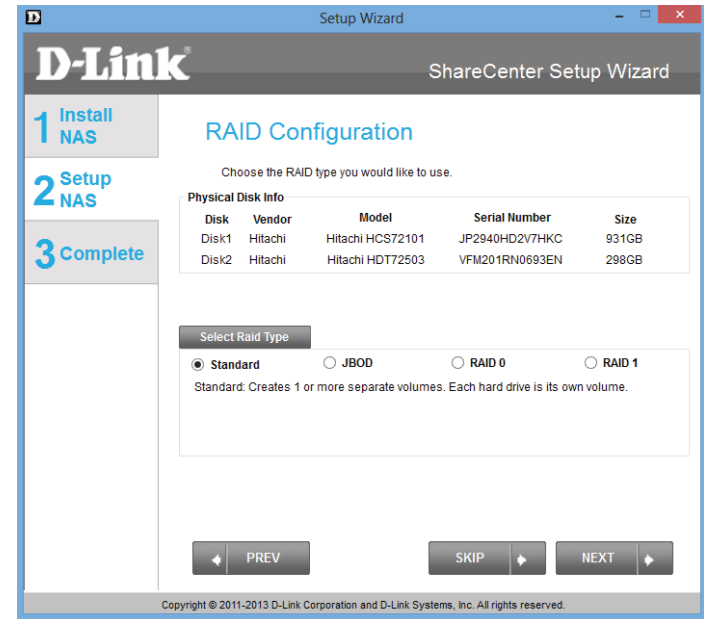 D Setup Wizard
D-Link®
ShareCenter Setup Wizard
1 Install NAS
2 Setup NAS
3 Complete
RAID Configuration
Choose the RAID type you would like to use.
Physical Disk Info
Disk Vendor Model Serial Number Size
Disk1 Hitachi Hitachi HCS72101 JP2940HD2V7HKC 931GB
Disk2 Hitachi Hitachi HDT72503 VFM201RN0693EN 298GB
Select Raid Type
Standard JBOD RAID 0 RAID 1
Standard: Creates 1 or more separate volumes. Each hard drive is its own volume.
PREV SKIP NEXT
Copyright © 2011-2013 D-Link Corporation and D-Link Systems, Inc. All rights reserved.